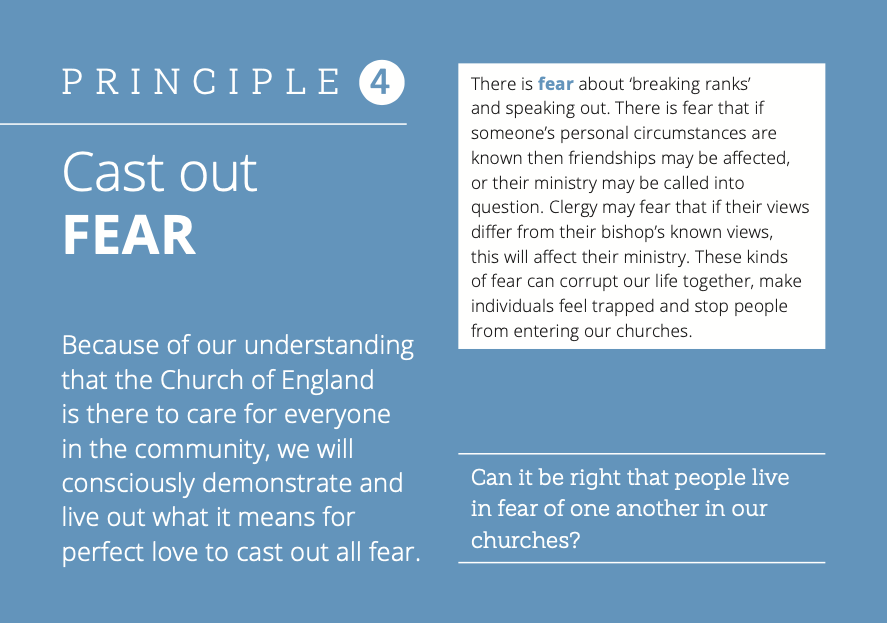 PRINCIPLE 4
Cast out
FEAR
Because of our understanding
that the Church of England
is there to care for everyone
in the community, we will
consciously demonstrate and
live out what it means for
perfect love to cast out all fear.
There is fear about ‘breaking ranks’
and speaking out. There is fear that if
someone’s personal circumstances are
known then friendships may be affected,
or their ministry may be called into
question. Clergy may fear that if their views
differ from their bishop’s known views,
this will affect their ministry. These kinds
of fear can corrupt our life together, make
individuals feel trapped and stop people
from entering our churches.
Can it be right that people live
in fear of one another in our
churches?